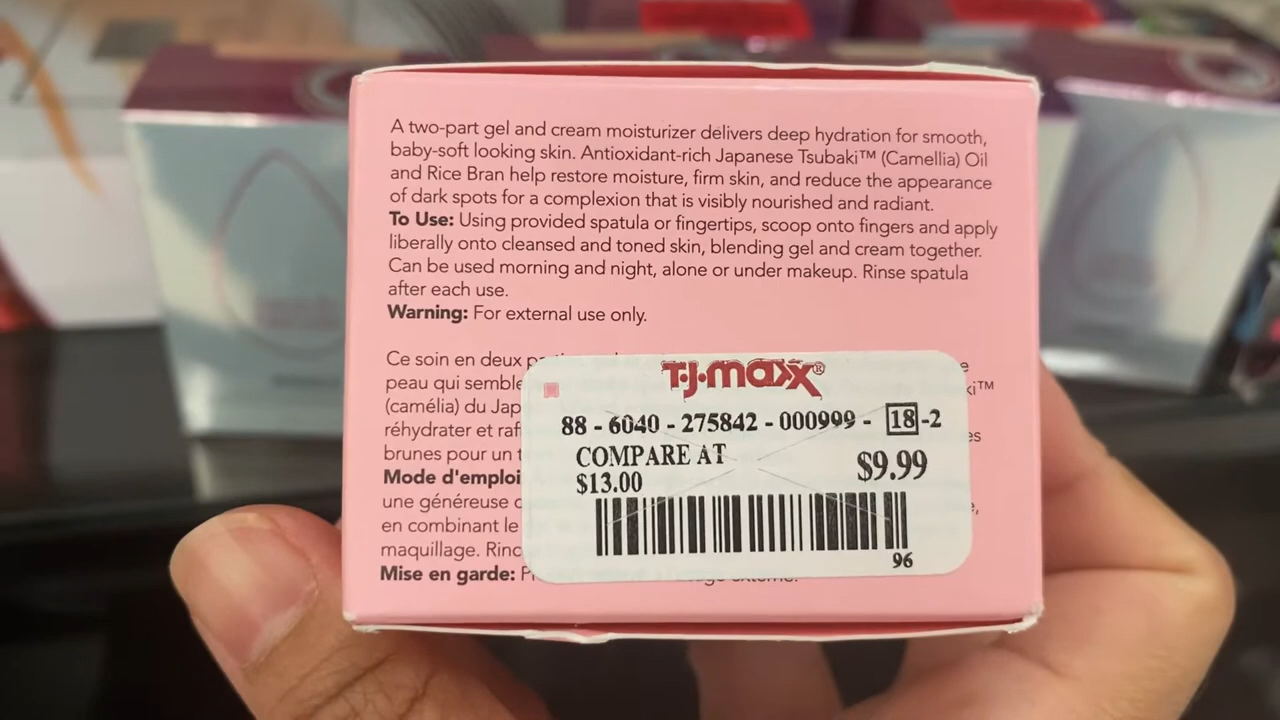 A two-part gel and cream moisturizer delivers deep hydration for smooth,
baby-soft looking skin. Antioxidant-rich Japanese Tsubaki™ (Camellia) Oil
and Rice Bran help restore moisture, firm skin, and reduce the appearance
of dark spots for a complexion that is visibly nourished and radiant.
To Use: Using provided spatula or fingertips, scoop onto fingers and apply
liberally onto cleansed and toned skin, blending gel and cream together.
Can be used morning and night, alone or under makeup. Rinse spatula
after each use.
Warning: For external use only.
Ce soin en deux
peau qui semble
(camélia) du
réhydrater et
brunes pour un
Mode d'emploi
une généreuse
en combinant le
maquillage.
Mise en garde:
T·J·maxx®
88 - 6040 - 275842 - 000999 - 18 -2
COMPARE AT
$13.00
$9.99
96